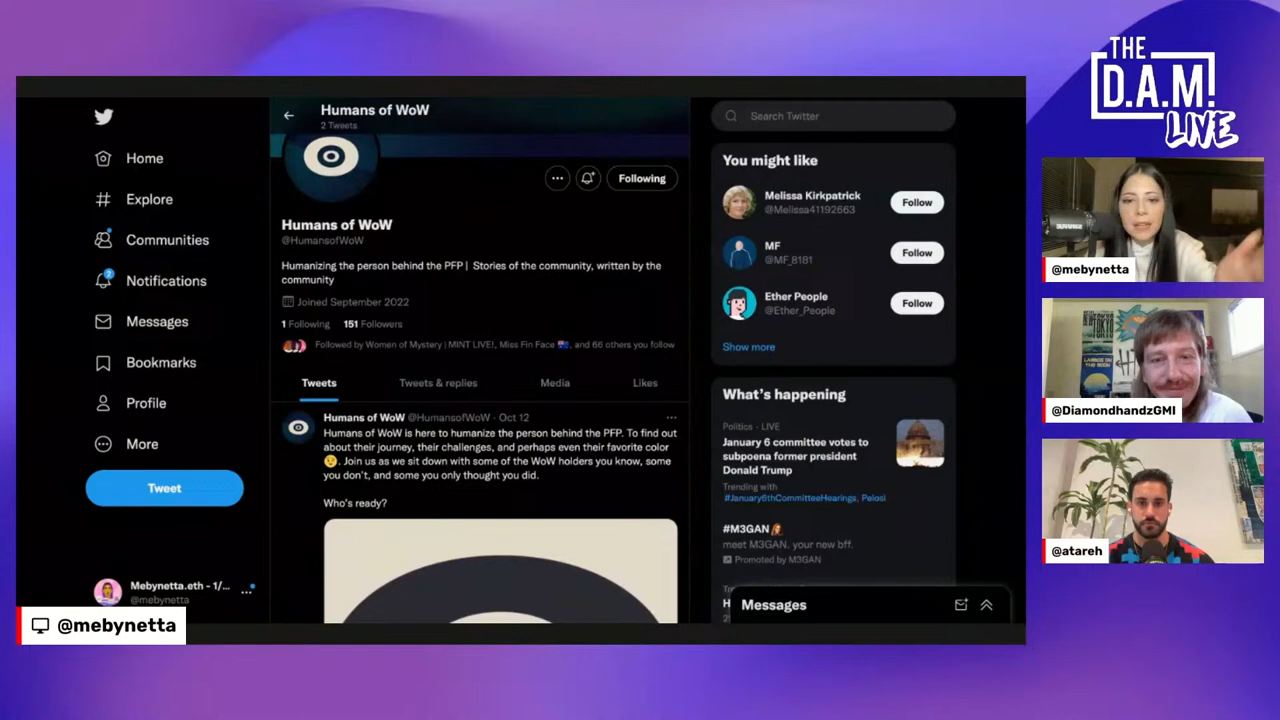 THE
D.A.M!
LIVE
Humans of WoW
2 Tweets
Search Twitter
Home
Explore
Communities
2
Notifications
Messages
Bookmarks
Profile
More
Tweet
Mebynetta.eth - 1/...
@mebynetta
Following
Humans of WoW
@HumansofWoW
Humanizing the person behind the PFP | Stories of the community, written by the
community
Joined September 2022
1 Following 151 Followers
Followed by Women of Mystery | MINT LIVE!, Miss Fin Face 🇦🇺, and 66 others you follow
Tweets
Tweets & replies
Media
Likes
Humans of WoW @HumansofWoW · Oct 12
Humans of WoW is here to humanize the person behind the PFP. To find out
about their journey, their challenges, and perhaps even their favorite color
😉. Join us as we sit down with some of the WoW holders you know, some
you don't, and some you only thought you did.
Who's ready?
You might like
Melissa Kirkpatrick
@Melissa41192663
Follow
MF
@MF_8181
Follow
Ether People
@Ether_People
Follow
Show more
What's happening
Politics · LIVE
January 6 committee votes to
subpoena former president
Donald Trump
Trending with
#January6thCommitteeHearings, Pelosi
#M3GAN
meet M3GAN. your new bff.
Promoted by M3GAN
Messages
@mebynetta
@mebynetta
@DiamondhandzGMI
@atareh